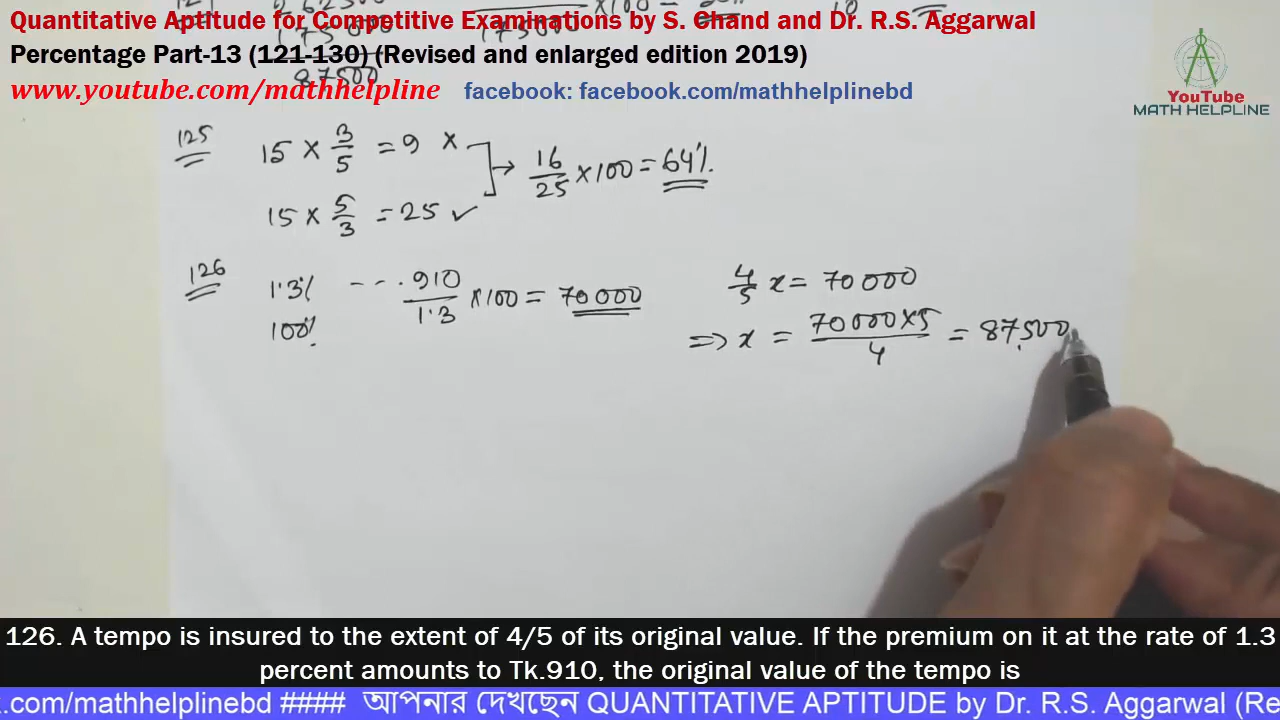 Quantitative Aptitude for Competitive Examinations by S. Chand and Dr. R.S. Aggarwal
Percentage Part-13 (121-130) (Revised and enlarged edition 2019)
www.youtube.com/mathhelpline facebook: facebook.com/mathhelplinebd
YouTube
MATH HELPLINE
175000
87500
125 15 × 3/5 = 9 x
→ 16/25 × 100 = 64%.
15 × 5/3 = 25 ✓
126 1.3% --- 910/1.3 × 100 = 70000
100%
4/5 x = 70000
=> x = 70000×5/4 = 87,500
126. A tempo is insured to the extent of 4/5 of its original value. If the premium on it at the rate of 1.3
percent amounts to Tk.910, the original value of the tempo is
.com/mathhelplinebd #### আপনার দেখছেন QUANTITATIVE APTITUDE by Dr. R.S. Aggarwal (Re